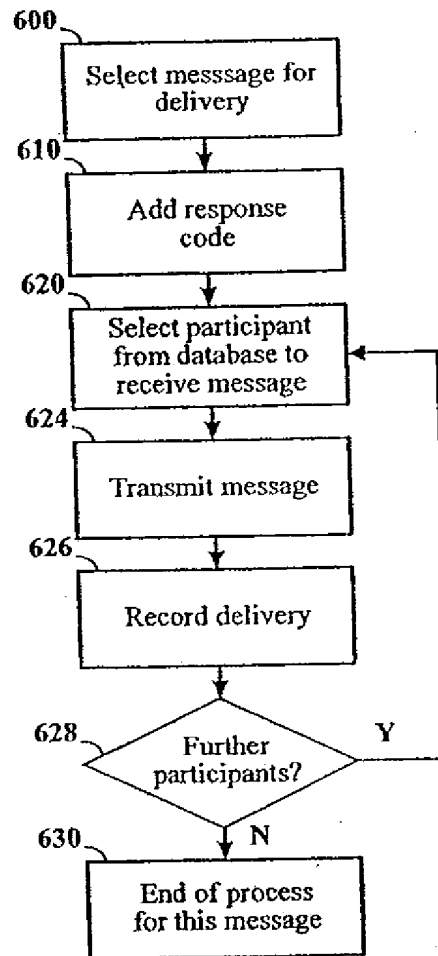 600
Select messsage for
delivery
610
Add response
code
620
Select participant
from database to
receive message
624
Transmit message
626
Record delivery
628
Further
participants?
Y
N
630
End of process
for this message